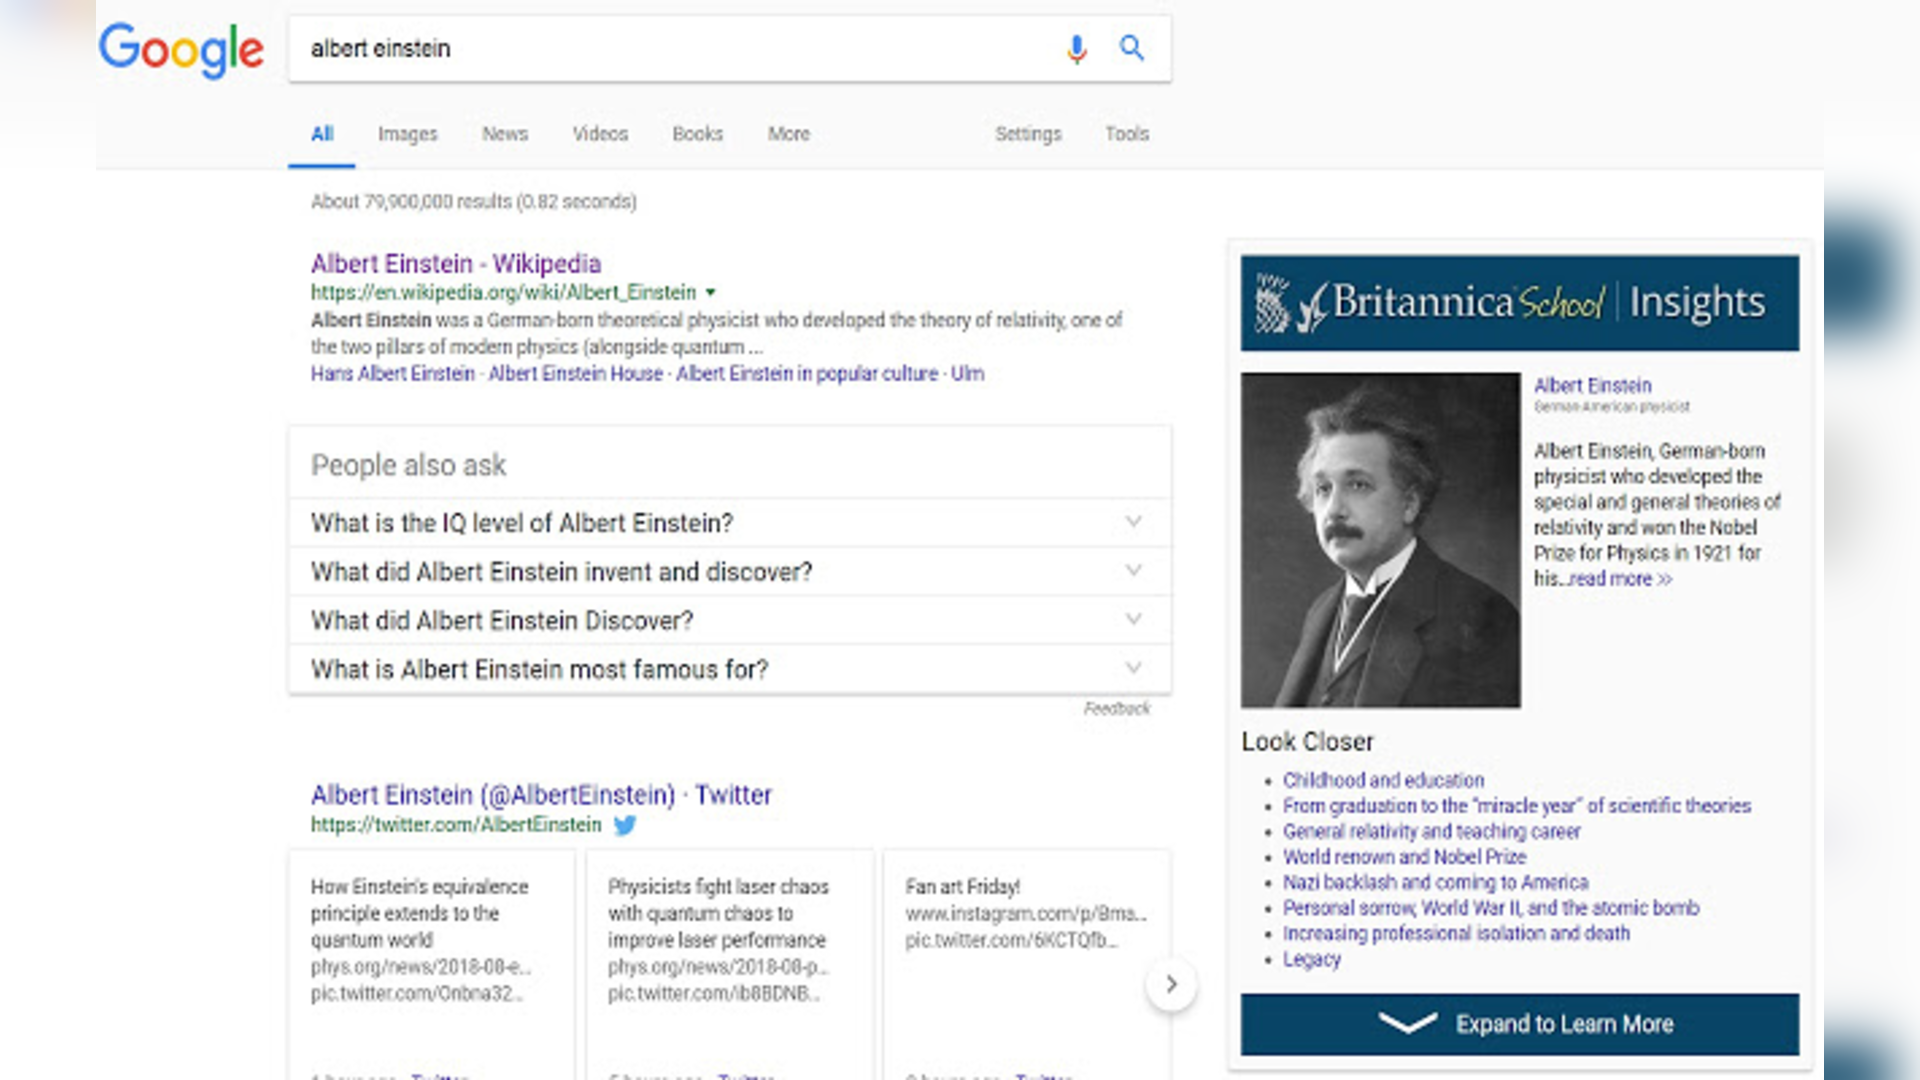 Google
albert einstein
All Images News Videos Books More Settings Tools
About 79,900,000 results (0.82 seconds)
Albert Einstein - Wikipedia
https://en.wikipedia.org/wiki/Albert_Einstein
Albert Einstein was a German-born theoretical physicist who developed the theory of relativity, one of
the two pillars of modern physics (alongside quantum ...
Hans Albert Einstein · Albert Einstein House · Albert Einstein in popular culture · Ulm
People also ask
What is the IQ level of Albert Einstein?
What did Albert Einstein invent and discover?
What did Albert Einstein Discover?
What is Albert Einstein most famous for?
Feedback
Albert Einstein (@AlbertEinstein) · Twitter
https://twitter.com/AlbertEinstein
How Einstein's equivalence
principle extends to the
quantum world
phys.org/news/2018-08-e...
pic.twitter.com/Onbna32...
Physicists fight laser chaos
with quantum chaos to
improve laser performance
phys.org/news/2018-08-p...
pic.twitter.com/ib8BDNB...
Fan art Friday!
www.instagram.com/p/Bma...
pic.twitter.com/6KCTQfb...
Britannica School | Insights
Albert Einstein
German-American physicist
Albert Einstein, German-born
physicist who developed the
special and general theories of
relativity and won the Nobel
Prize for Physics in 1921 for
his...read more >>
Look Closer
• Childhood and education
• From graduation to the "miracle year" of scientific theories
• General relativity and teaching career
• World renown and Nobel Prize
• Nazi backlash and coming to America
• Personal sorrow, World War II, and the atomic bomb
• Increasing professional isolation and death
• Legacy
Expand to Learn More